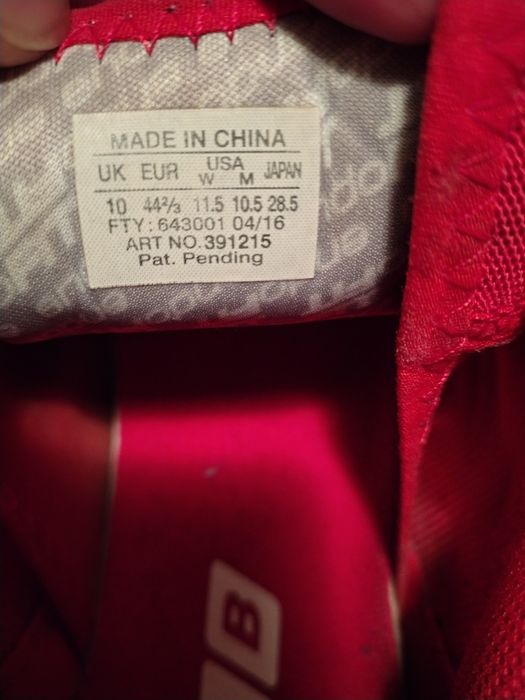 MADE IN CHINA
UK EUR USA JAPAN
W M
10 44⅔ 11.5 10.5 28.5
FTY: 643001 04/16
ART NO. 391215
Pat. Pending
B